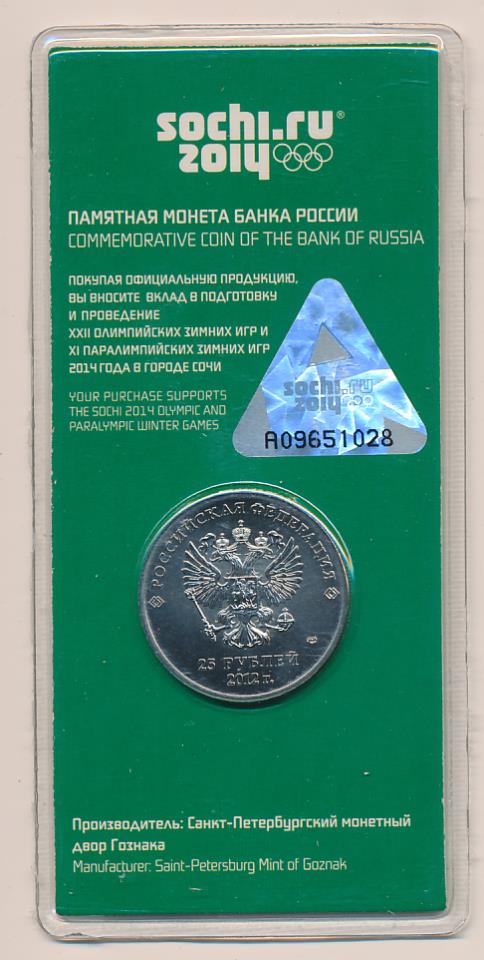 sochi.ru®
2014
ПАМЯТНАЯ МОНЕТА БАНКА РОССИИ
COMMEMORATIVE COIN OF THE BANK OF RUSSIA
ПОКУПАЯ ОФИЦИАЛЬНУЮ ПРОДУКЦИЮ,
ВЫ ВНОСИТЕ ВКЛАД В ПОДГОТОВКУ
И ПРОВЕДЕНИЕ
XXII ОЛИМПИЙСКИХ ЗИМНИХ ИГР И
XI ПАРАЛИМПИЙСКИХ ЗИМНИХ ИГР
2014 ГОДА В ГОРОДЕ СОЧИ
YOUR PURCHASE SUPPORTS
THE SOCHI 2014 OLYMPIC AND
PARALYMPIC WINTER GAMES
sochi.ru
2014
A09651028
РОССИЙСКАЯ ФЕДЕРАЦИЯ
25 РУБЛЕЙ
2012 г.
Производитель: Санкт-Петербургский монетный
двор Гознака
Manufacturer: Saint-Petersburg Mint of Goznak